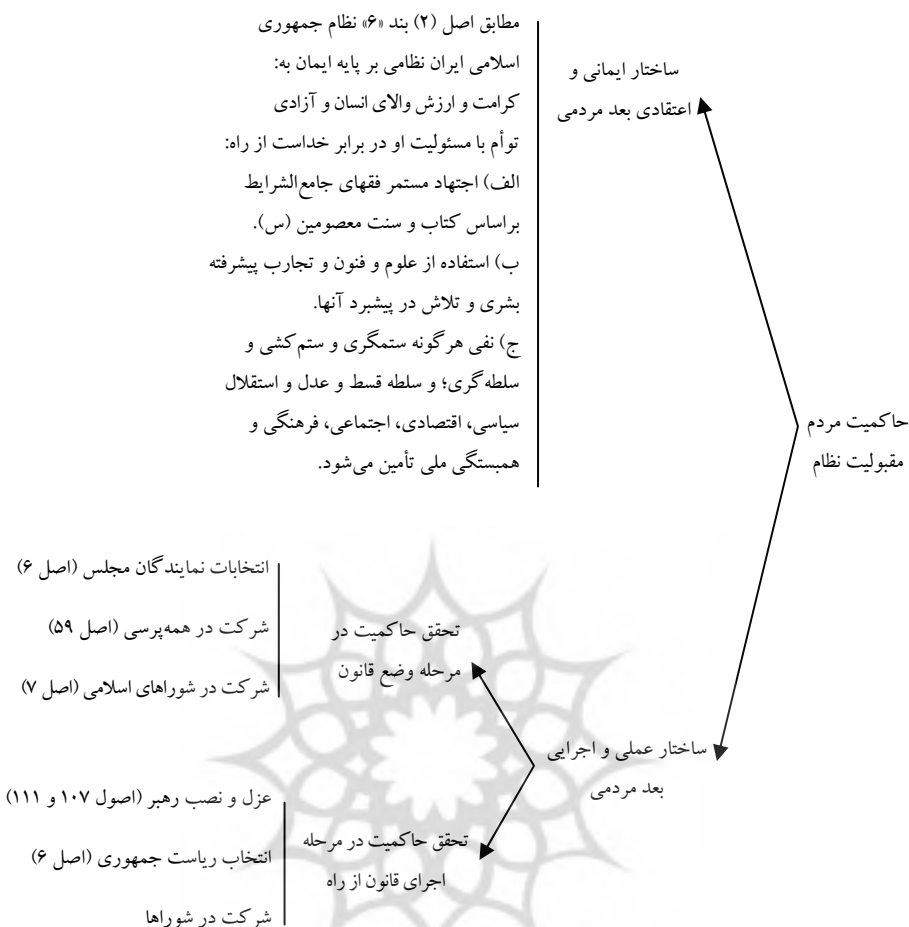 حاکمیت مردم
مقبولیت نظام
ساختار ایمانی و
اعتقادی بعد مردمی
مطابق اصل (۲) بند «۶» نظام جمهوری
اسلامی ایران نظامی بر پایه ایمان به:
کرامت و ارزش والای انسان و آزادی
توأم با مسئولیت او در برابر خداست از راه:
الف) اجتهاد مستمر فقهای جامع‌الشرایط
براساس کتاب و سنت معصومین (س).
ب) استفاده از علوم و فنون و تجارب پیشرفته
بشری و تلاش در پیشبرد آنها.
ج) نفی هرگونه ستمگری و ستم‌کشی و
سلطه‌گری؛ و سلطه قسط و عدل و استقلال
سیاسی، اقتصادی، اجتماعی، فرهنگی و
همبستگی ملی تأمین می‌شود.
ساختار عملی و اجرایی
بعد مردمی
تحقق حاکمیت در
مرحله وضع قانون
انتخابات نمایندگان مجلس (اصل ۶)
شرکت در همه‌پرسی (اصل ۵۹)
شرکت در شوراهای اسلامی (اصل ۷)
تحقق حاکمیت در مرحله
اجرای قانون از راه
عزل و نصب رهبر (اصول ۱۰۷ و ۱۱۱)
انتخاب ریاست جمهوری (اصل ۶)
شرکت در شوراها